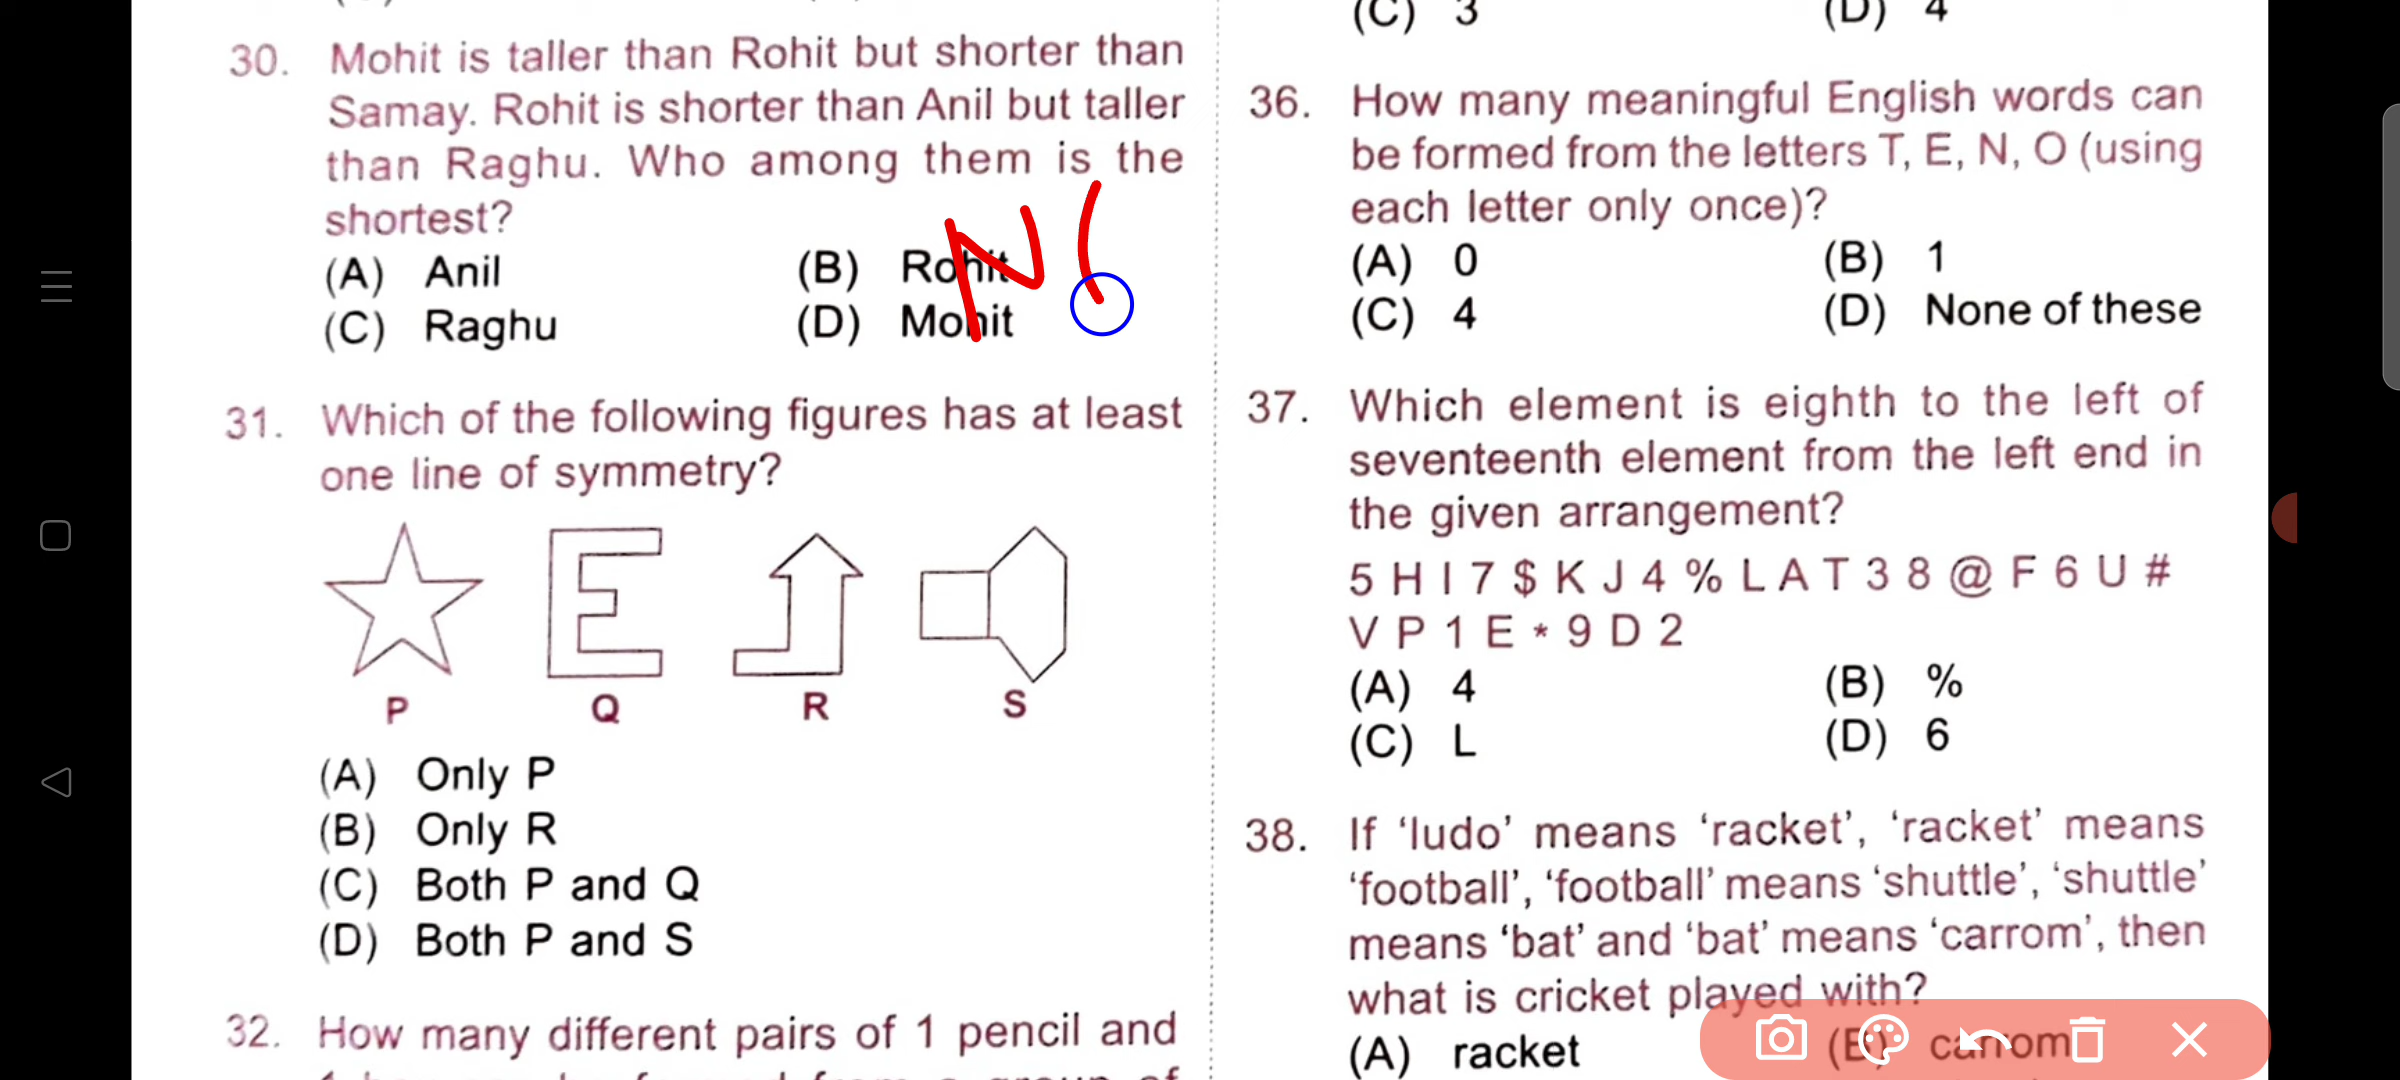 (C) 3 (D) 4
30. Mohit is taller than Rohit but shorter than
Samay. Rohit is shorter than Anil but taller
than Raghu. Who among them is the
shortest?
(A) Anil (B) Rohit
(C) Raghu (D) Mohit
N
31. Which of the following figures has at least
one line of symmetry?
E
P Q R S
(A) Only P
(B) Only R
(C) Both P and Q
(D) Both P and S
32. How many different pairs of 1 pencil and
36. How many meaningful English words can
be formed from the letters T, E, N, O (using
each letter only once)?
(A) 0 (B) 1
(C) 4 (D) None of these
37. Which element is eighth to the left of
seventeenth element from the left end in
the given arrangement?
5 H I 7 $ K J 4 % L A T 3 8 @ F 6 U #
V P 1 E * 9 D 2
(A) 4 (B) %
(C) L (D) 6
38. If ‘ludo’ means ‘racket’, ‘racket’ means
‘football’, ‘football’ means ‘shuttle’, ‘shuttle’
means ‘bat’ and ‘bat’ means ‘carrom’, then
what is cricket played with?
(A) racket (B) carrom